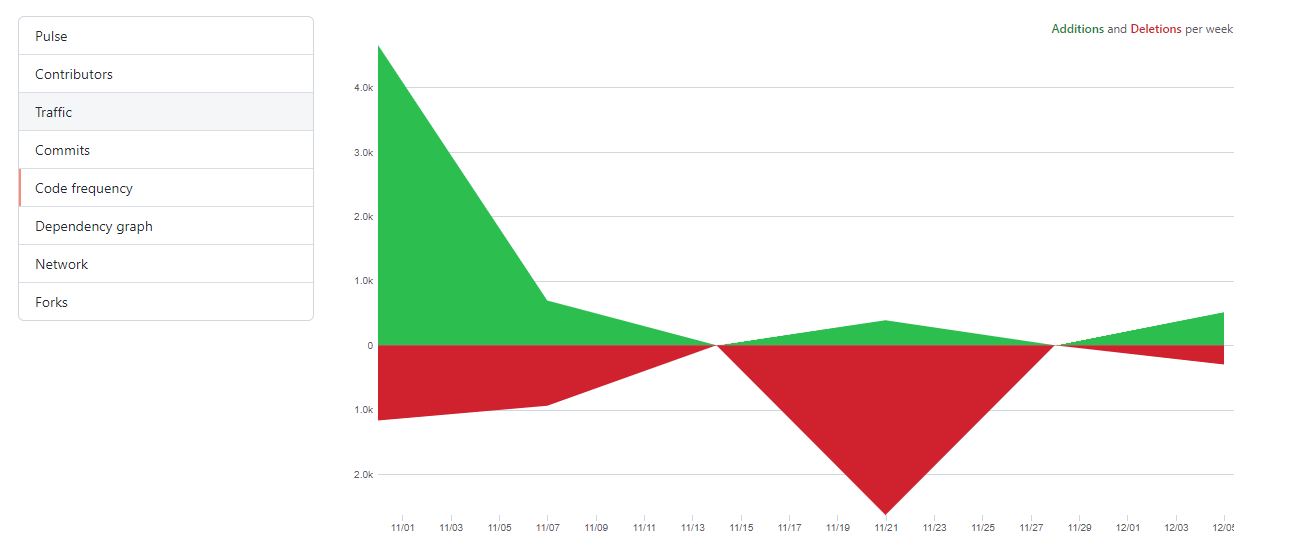 Pulse
Contributors
Traffic
Commits
Code frequency
Dependency graph
Network
Forks
Additions and Deletions per week
4.0k
3.0k
2.0k
1.0k
0
1.0k
2.0k
11/01 11/03 11/05 11/07 11/09 11/11 11/13 11/15 11/17 11/19 11/21 11/23 11/25 11/27 11/29 12/01 12/03 12/05